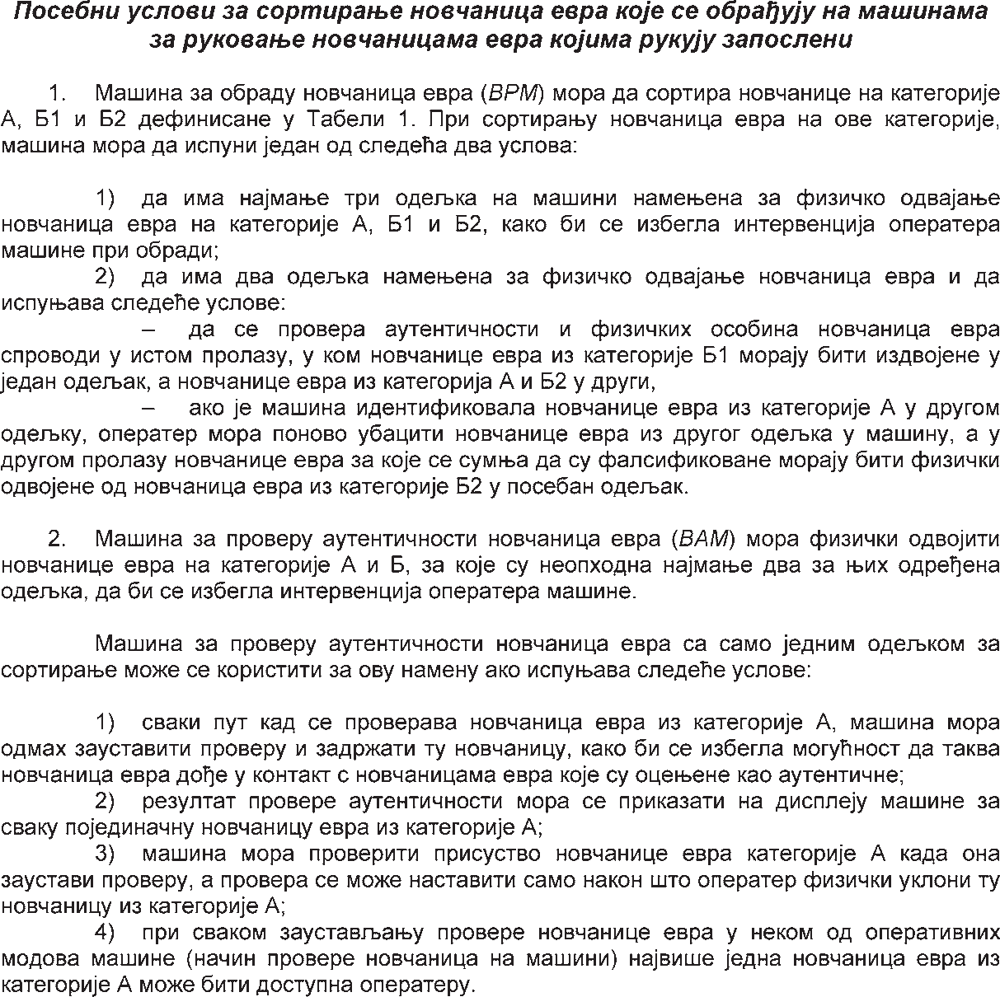 Посебни услови за сортирање новчаница евра које се обрађују на машинама
за руковање новчаницама евра којима рукују запослени
1. Машина за обраду новчаница евра (BPM) мора да сортира новчанице на категорије
А, Б1 и Б2 дефинисане у Табели 1. При сортирању новчаница евра на ове категорије,
машина мора да испуни један од следећа два услова:
1) да има најмање три одељка на машини намењена за физичко одвајање
новчаница евра на категорије А, Б1 и Б2, како би се избегла интервенција оператера
машине при обради;
2) да има два одељка намењена за физичко одвајање новчаница евра и да
испуњава следеће услове:
– да се провера аутентичности и физичких особина новчаница евра
спроводи у истом пролазу, у ком новчанице евра из категорије Б1 морају бити издвојене у
један одељак, а новчанице евра из категорија А и Б2 у други,
– ако је машина идентификовала новчанице евра из категорије А у другом
одељку, оператер мора поново убацити новчанице евра из другог одељка у машину, а у
другом пролазу новчанице евра за које се сумња да су фалсификоване морају бити физички
одвојене од новчаница евра из категорије Б2 у посебан одељак.
2. Машина за проверу аутентичности новчаница евра (BAM) мора физички одвојити
новчанице евра на категорије А и Б, за које су неопходна најмање два за њих одређена
одељка, да би се избегла интервенција оператера машине.
Машина за проверу аутентичности новчаница евра са само једним одељком за
сортирање може се користити за ову намену ако испуњава следеће услове:
1) сваки пут кад се проверава новчаница евра из категорије А, машина мора
одмах зауставити проверу и задржати ту новчаницу, како би се избегла могућност да таква
новчаница евра дође у контакт с новчаницама евра које су оцењене као аутентичне;
2) резултат провере аутентичности мора се приказати на дисплеју машине за
сваку појединачну новчаницу евра из категорије А;
3) машина мора проверити присуство новчанице евра категорије А када она
заустави проверу, а провера се може наставити само након што оператер физички уклони ту
новчаницу из категорије А;
4) при сваком заустављању провере новчанице евра у неком од оперативних
модова машине (начин провере новчаница на машини) највише једна новчаница евра из
категорије А може бити доступна оператеру.